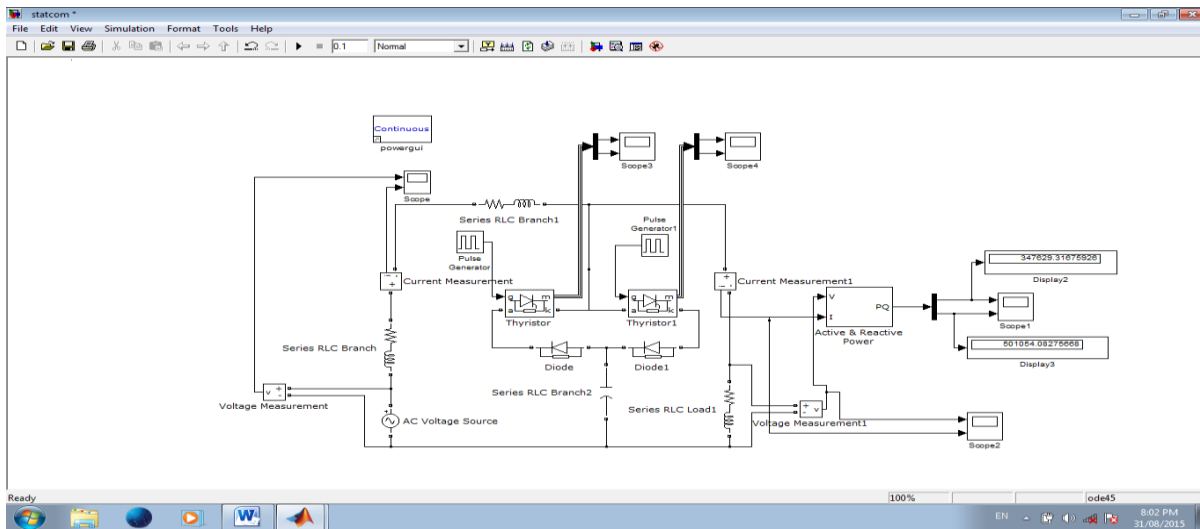 statcom *
File Edit View Simulation Format Tools Help
0.1 Normal
Continuous
powergui
Scope
Scope3
Scope4
Series RLC Branch1
Pulse
Generator
Pulse
Generator1
Current Measurement
Current Measurement1
g m
a k
Thyristor
g m
a k
Thyristor1
347629.31675926
Display2
V
I
PQ
Active & Reactive
Power
Scope1
501054.08275668
Display3
Series RLC Branch
Diode
Diode1
Series RLC Branch2
Series RLC Load1
v
Voltage Measurement
AC Voltage Source
v
Voltage Measurement1
Scope2
Ready 100% ode45
W
EN
8:02 PM
31/08/2015